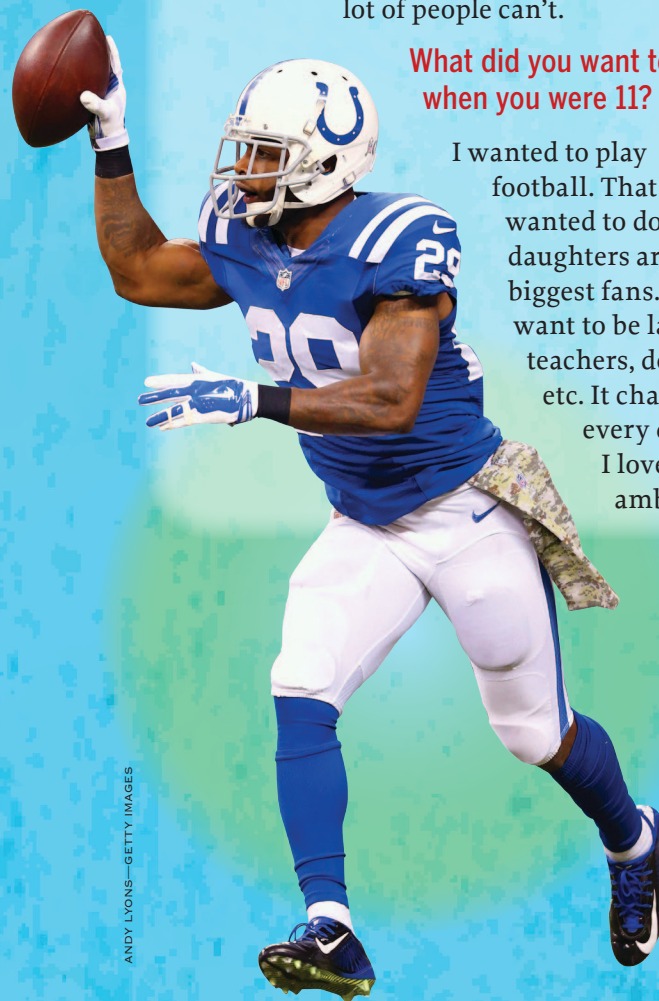 lot of people can't.
What did you want t
when you were 11?
I wanted to play
football. That
wanted to do
daughters ar
biggest fans.
want to be la
teachers, do
etc. It cha
every
I love
amb
29
28
NFL
ANDY LYONS—GETTY IMAGES